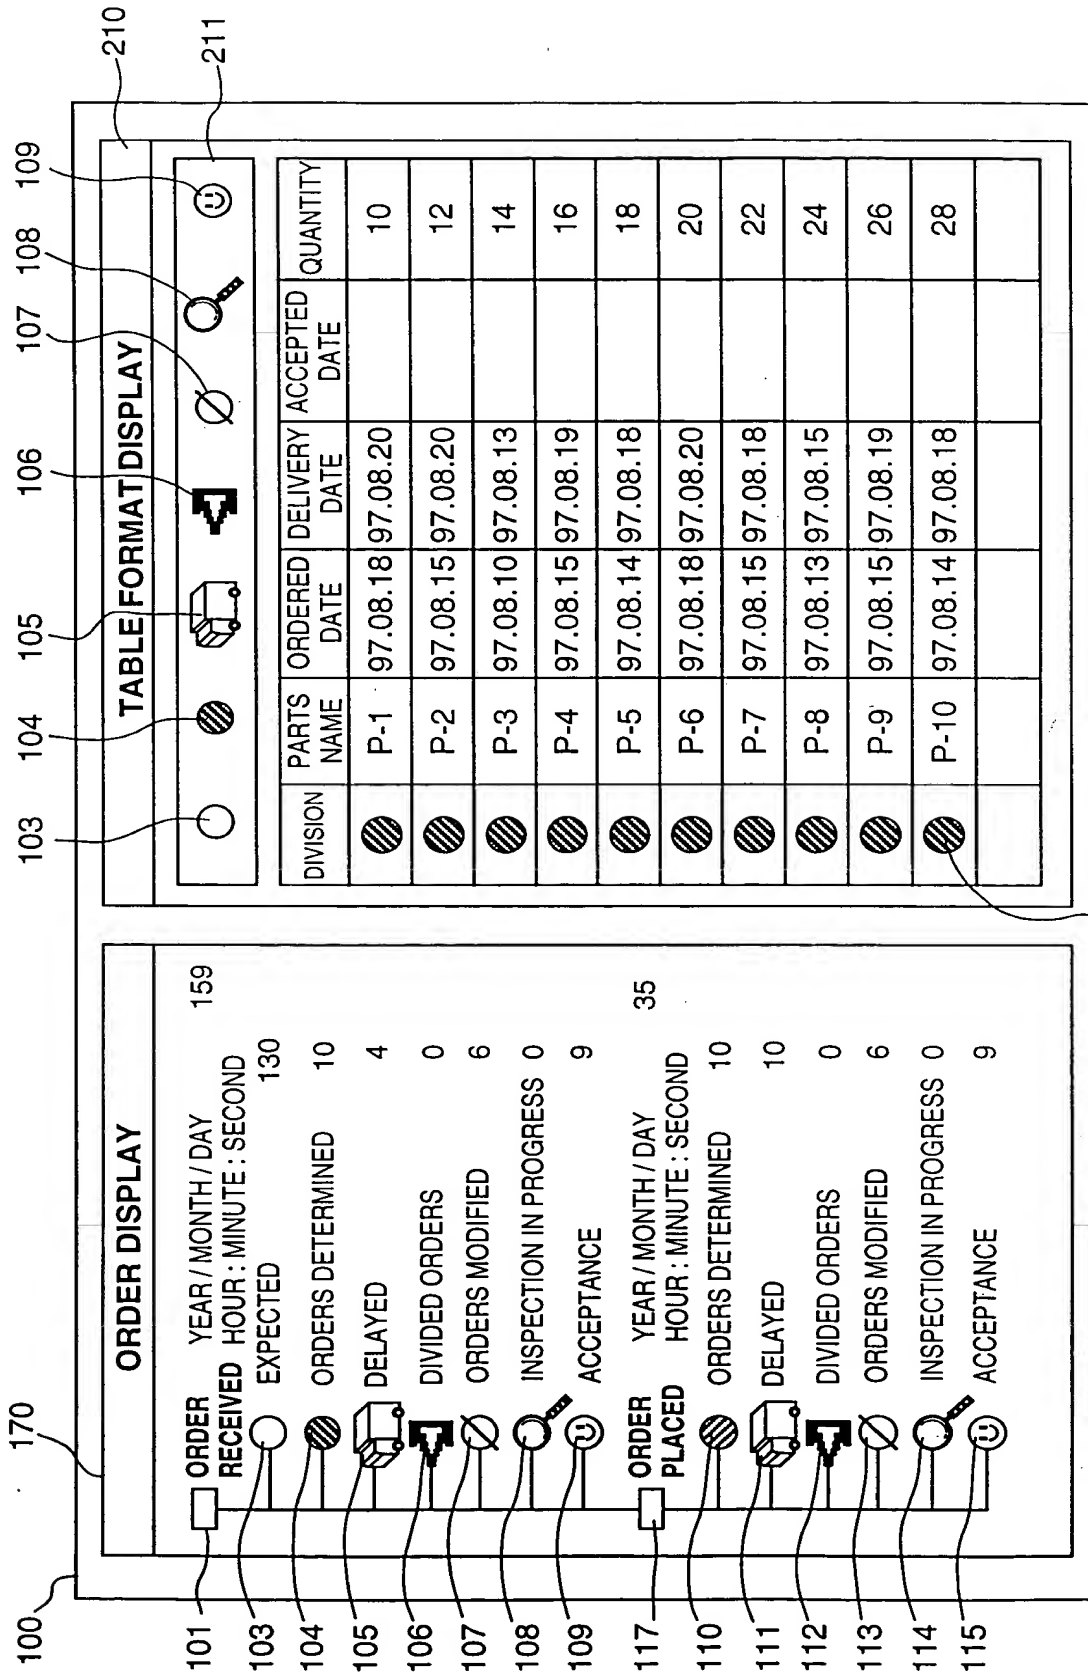 100
170
ORDER DISPLAY
101
ORDER RECEIVED YEAR / MONTH / DAY HOUR : MINUTE : SECOND 159
103 EXPECTED 130
104 ORDERS DETERMINED 10
105 DELAYED 4
106 DIVIDED ORDERS 0
107 ORDERS MODIFIED 6
108 INSPECTION IN PROGRESS 0
109 ACCEPTANCE 9
117
ORDER PLACED YEAR / MONTH / DAY HOUR : MINUTE : SECOND 35
110 ORDERS DETERMINED 10
111 DELAYED 10
112 DIVIDED ORDERS 0
113 ORDERS MODIFIED 6
114 INSPECTION IN PROGRESS 0
115 ACCEPTANCE 9
103 104 105 106 107 108 109
210
211
TABLE FORMAT DISPLAY
DIVISION PARTS NAME ORDERED DATE DELIVERY DATE ACCEPTED DATE QUANTITY
P-1 97.08.18 97.08.20 10
P-2 97.08.15 97.08.20 12
P-3 97.08.10 97.08.13 14
P-4 97.08.15 97.08.19 16
P-5 97.08.14 97.08.18 18
P-6 97.08.18 97.08.20 20
P-7 97.08.15 97.08.18 22
P-8 97.08.13 97.08.15 24
P-9 97.08.15 97.08.19 26
P-10 97.08.14 97.08.18 28